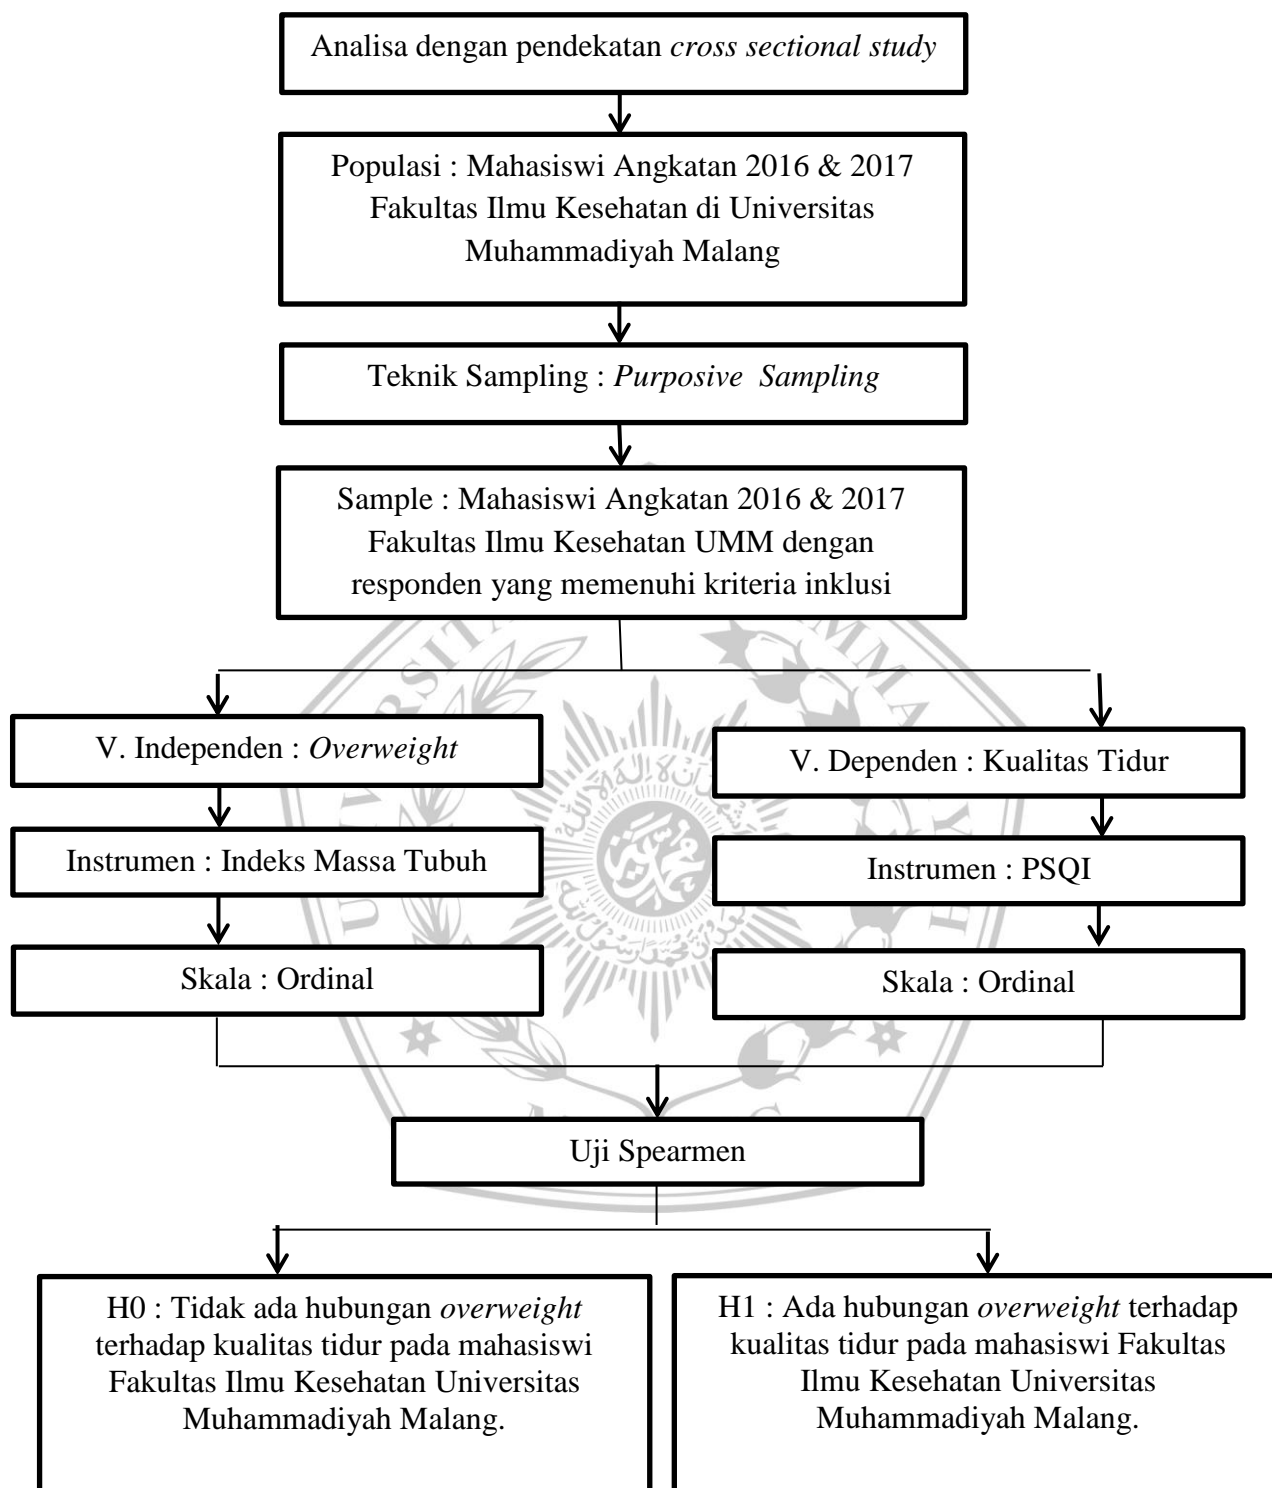 Analisa dengan pendekatan cross sectional study
Populasi : Mahasiswi Angkatan 2016 & 2017
Fakultas Ilmu Kesehatan di Universitas
Muhammadiyah Malang
Teknik Sampling : Purposive Sampling
Sample : Mahasiswi Angkatan 2016 & 2017
Fakultas Ilmu Kesehatan UMM dengan
responden yang memenuhi kriteria inklusi
V. Independen : Overweight
V. Dependen : Kualitas Tidur
Instrumen : Indeks Massa Tubuh
Instrumen : PSQI
Skala : Ordinal
Skala : Ordinal
Uji Spearmen
H0 : Tidak ada hubungan overweight
terhadap kualitas tidur pada mahasiswi
Fakultas Ilmu Kesehatan Universitas
Muhammadiyah Malang.
H1 : Ada hubungan overweight terhadap
kualitas tidur pada mahasiswi Fakultas
Ilmu Kesehatan Universitas
Muhammadiyah Malang.